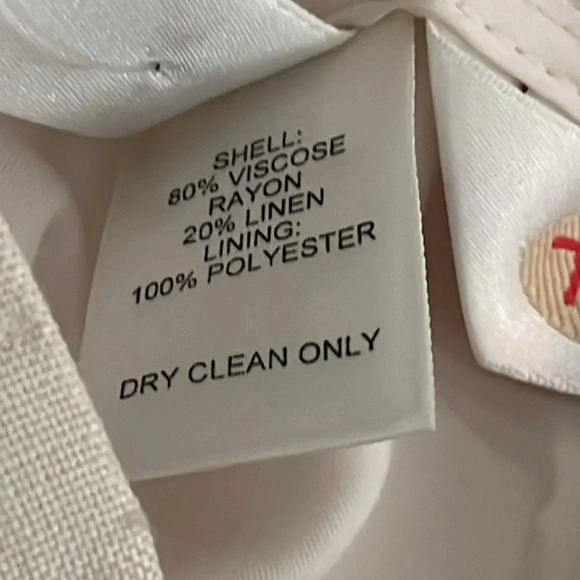 SHELL:
80% VISCOSE
RAYON
20% LINEN
LINING:
100% POLYESTER
DRY CLEAN ONLY